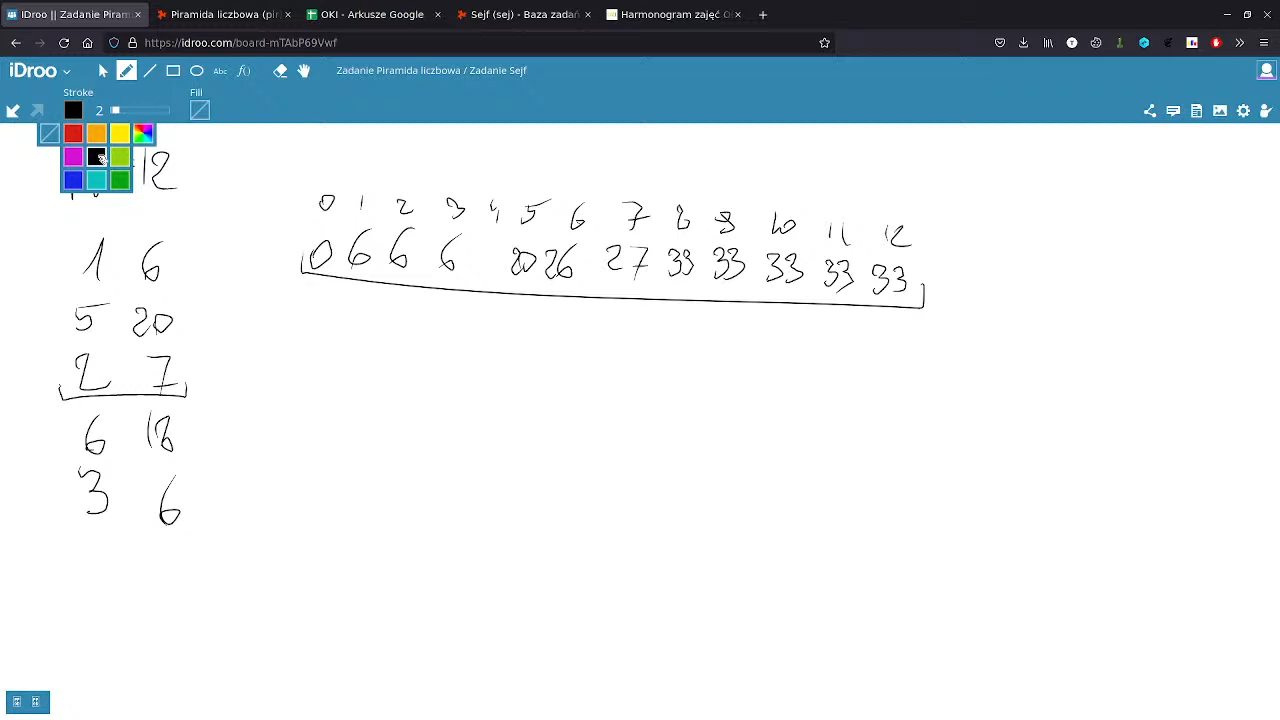 iDroo || Zadanie Piram
Piramida liczbowa (pir
OKI - Arkusze Google
Sejf (sej) - Baza zadań
Harmonogram zajęć O
https://idroo.com/board-mTAbP69Vwf
iDroo
Abc
f()
Zadanie Piramida liczbowa / Zadanie Sejf
Stroke
Fill
2
12
0 1 2 3 4 5 6 7 8 9 10 11 12
0 6 6 6 20 26 27 33 33 33 33 33
1 6
5 20
2 7
6 18
3 6